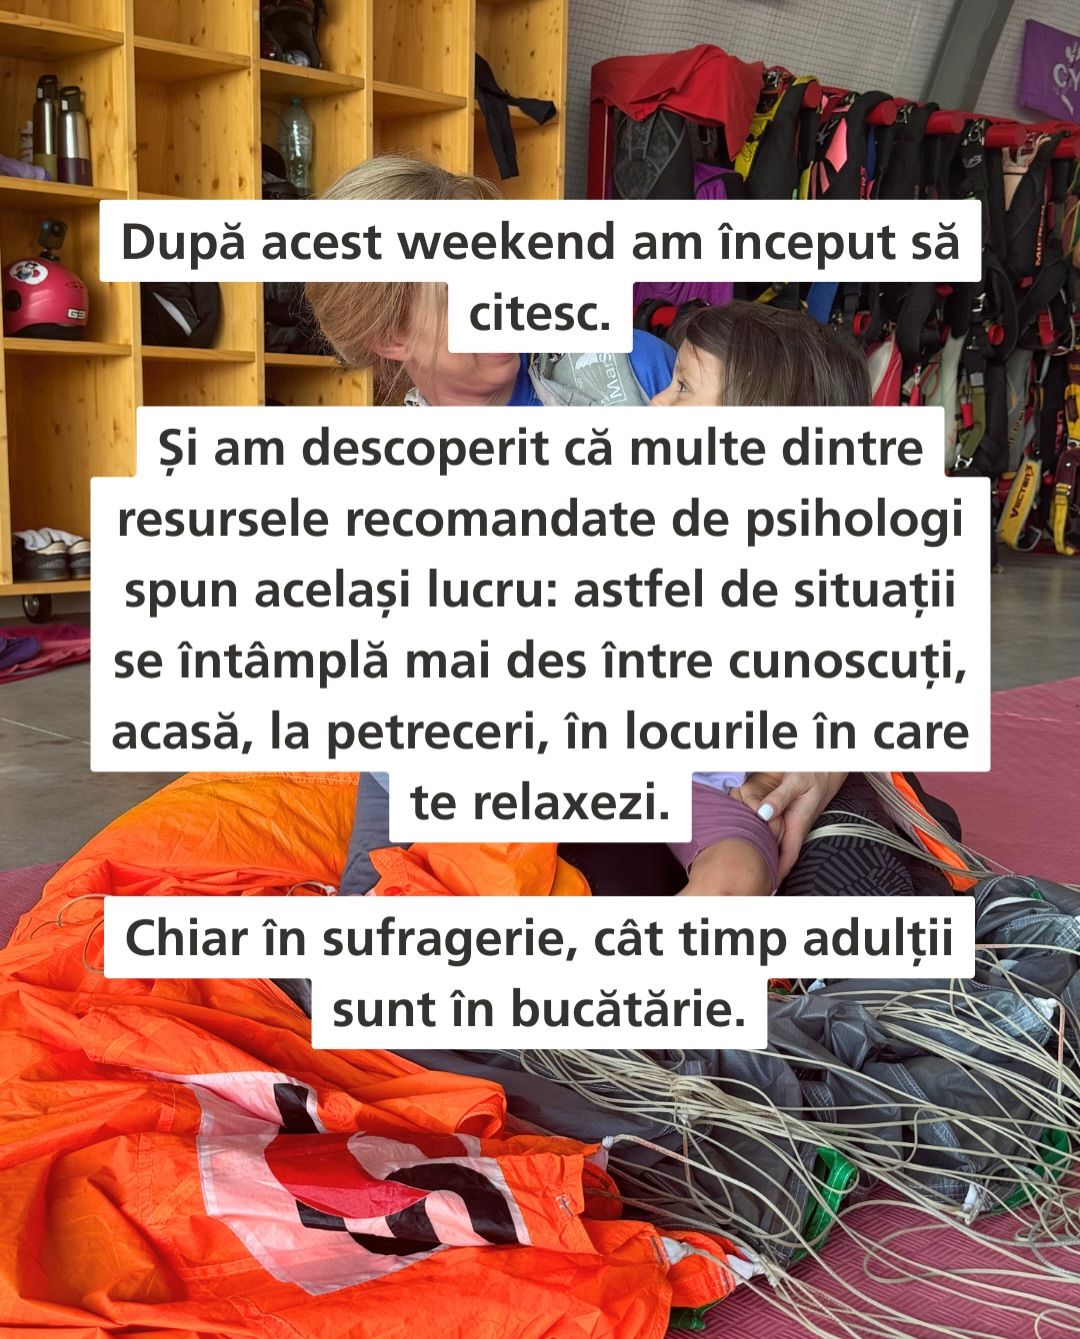 După acest weekend am început să
citesc.
Și am descoperit că multe dintre
resursele recomandate de psihologi
spun același lucru: astfel de situații
se întâmplă mai des între cunoscuți,
acasă, la petreceri, în locurile în care
te relaxezi.
Chiar în sufragerie, cât timp adulții
sunt în bucătărie.
Mars
VECTOR3